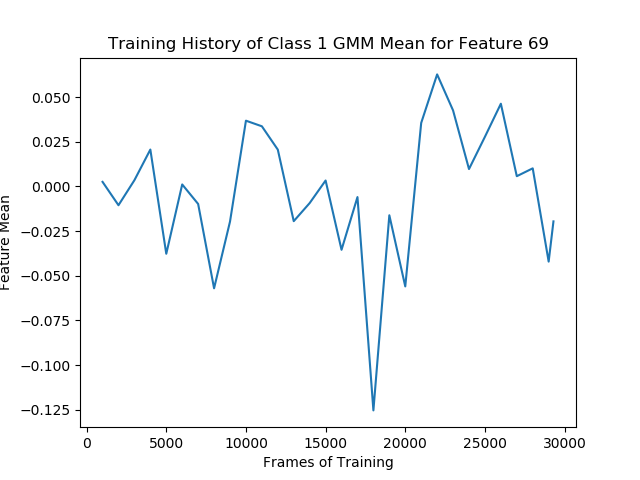 Training History of Class 1 GMM Mean for Feature 69
0.050
0.025
0.000
−0.025
−0.050
−0.075
−0.100
−0.125
Feature Mean
0 5000 10000 15000 20000 25000 30000
Frames of Training